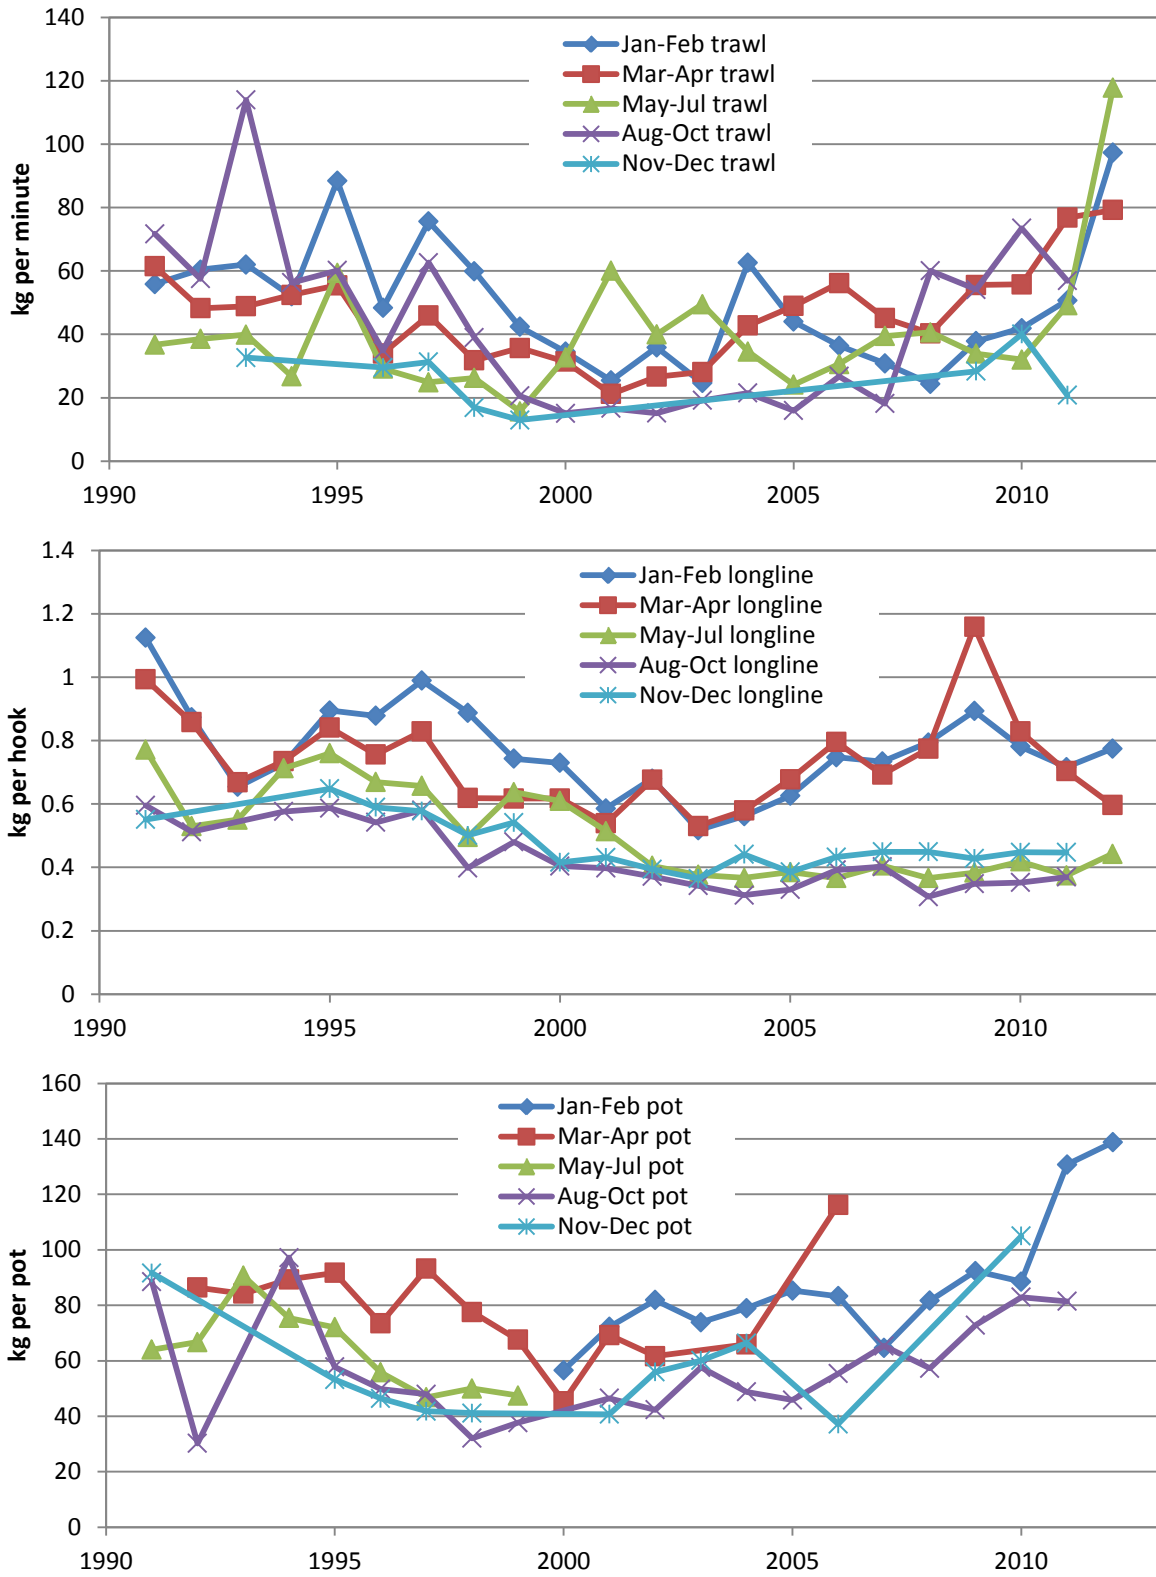 140
120
100
80
60
40
20
0
kg per minute
Jan-Feb trawl
Mar-Apr trawl
May-Jul trawl
Aug-Oct trawl
Nov-Dec trawl
1990 1995 2000 2005 2010
1.4
1.2
1
0.8
0.6
0.4
0.2
0
kg per hook
Jan-Feb longline
Mar-Apr longline
May-Jul longline
Aug-Oct longline
Nov-Dec longline
1990 1995 2000 2005 2010
160
140
120
100
80
60
40
20
0
kg per pot
Jan-Feb pot
Mar-Apr pot
May-Jul pot
Aug-Oct pot
Nov-Dec pot
1990 1995 2000 2005 2010